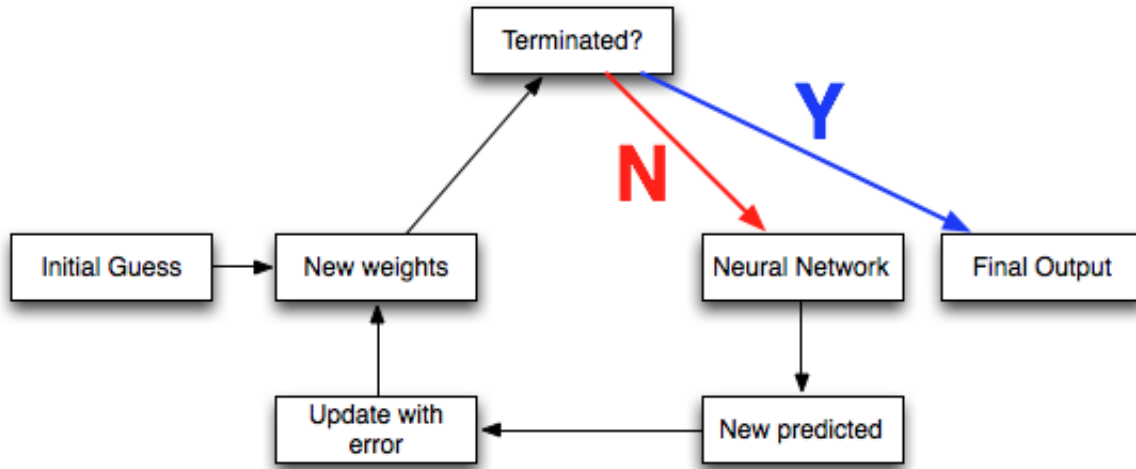 Terminated?
Y
N
Initial Guess
New weights
Neural Network
Final Output
Update with
error
New predicted